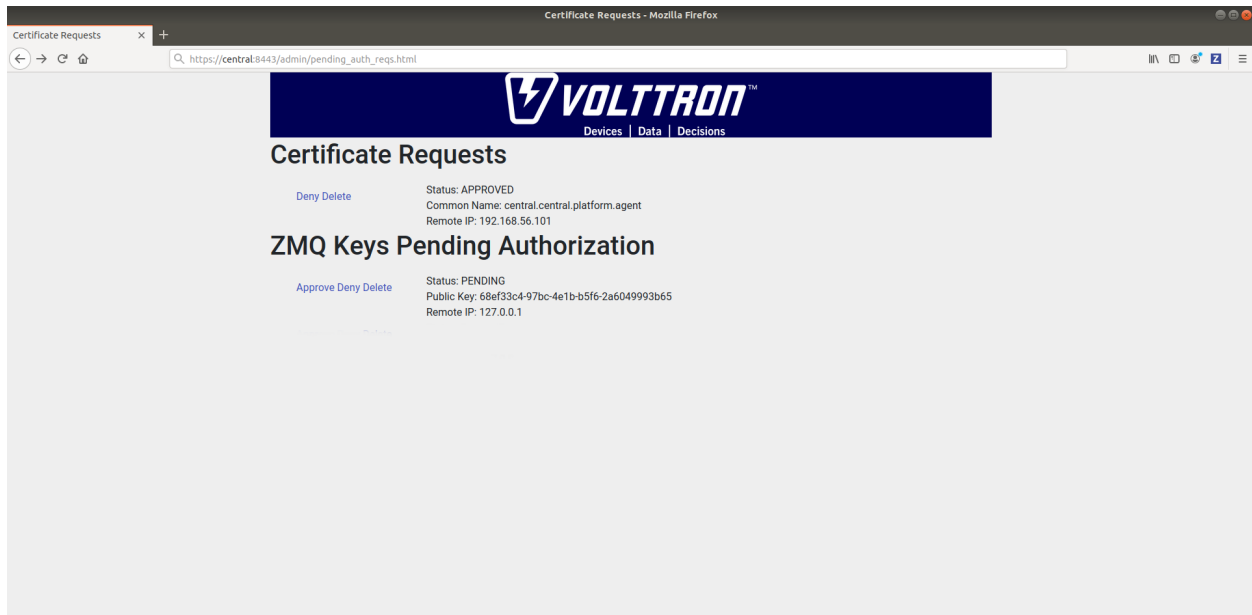 Certificate Requests - Mozilla Firefox
Certificate Requests
https://central:8443/admin/pending_auth_reqs.html
Z
VOLTTRON™
Devices | Data | Decisions
Certificate Requests
Deny Delete
Status: APPROVED
Common Name: central.central.platform.agent
Remote IP: 192.168.56.101
ZMQ Keys Pending Authorization
Approve Deny Delete
Status: PENDING
Public Key: 68ef33c4-97bc-4e1b-b5f6-2a6049993b65
Remote IP: 127.0.0.1